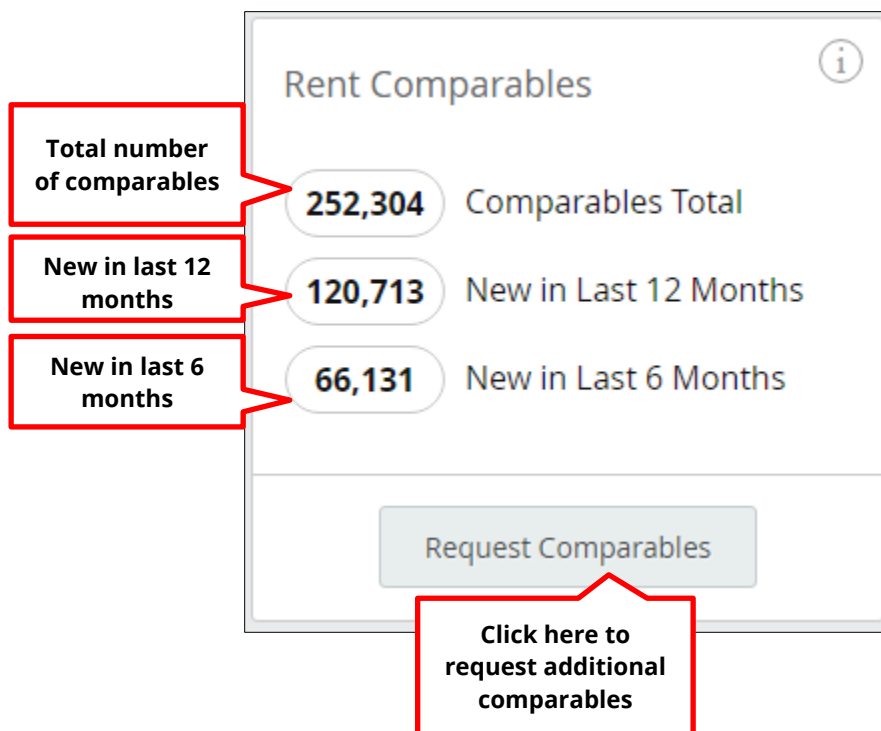 Rent Comparables
i
Total number
of comparables
252,304 Comparables Total
New in last 12
months
120,713 New in Last 12 Months
New in last 6
months
66,131 New in Last 6 Months
Request Comparables
Click here to
request additional
comparables